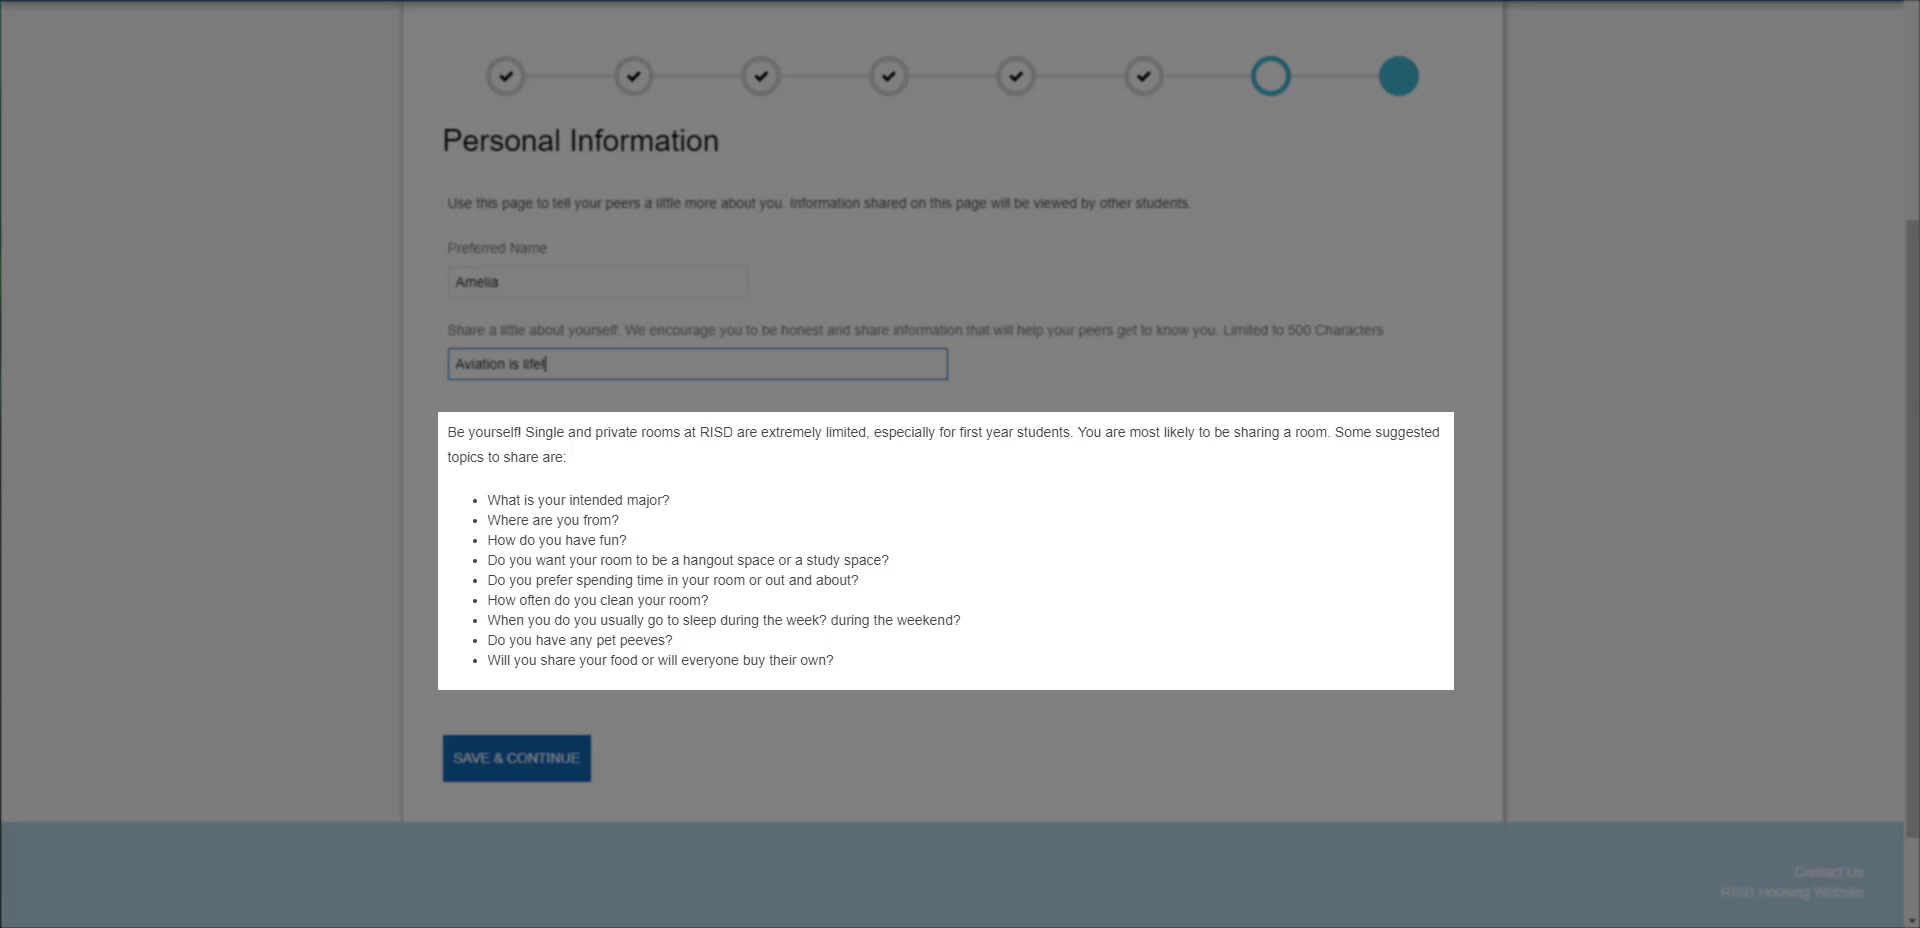 Personal Information
Use this page to tell your peers a little more about you. Information shared on this page will be viewed by other students.
Preferred Name
Amelia
Share a little about yourself. We encourage you to be honest and share information that will help your peers get to know you. Limited to 500 Characters
Aviation is life!
Be yourself! Single and private rooms at RISD are extremely limited, especially for first year students. You are most likely to be sharing a room. Some suggested
topics to share are:
• What is your intended major?
• Where are you from?
• How do you have fun?
• Do you want your room to be a hangout space or a study space?
• Do you prefer spending time in your room or out and about?
• How often do you clean your room?
• When you do you usually go to sleep during the week? during the weekend?
• Do you have any pet peeves?
• Will you share your food or will everyone buy their own?
SAVE & CONTINUE
Contact Us
RISD Housing Website